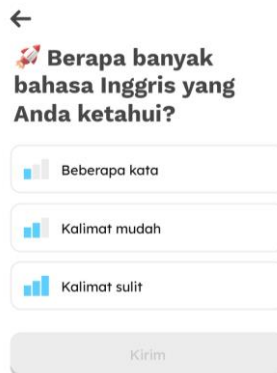 🚀 Berapa banyak
bahasa Inggris yang
Anda ketahui?
Beberapa kata
Kalimat mudah
Kalimat sulit
Kirim